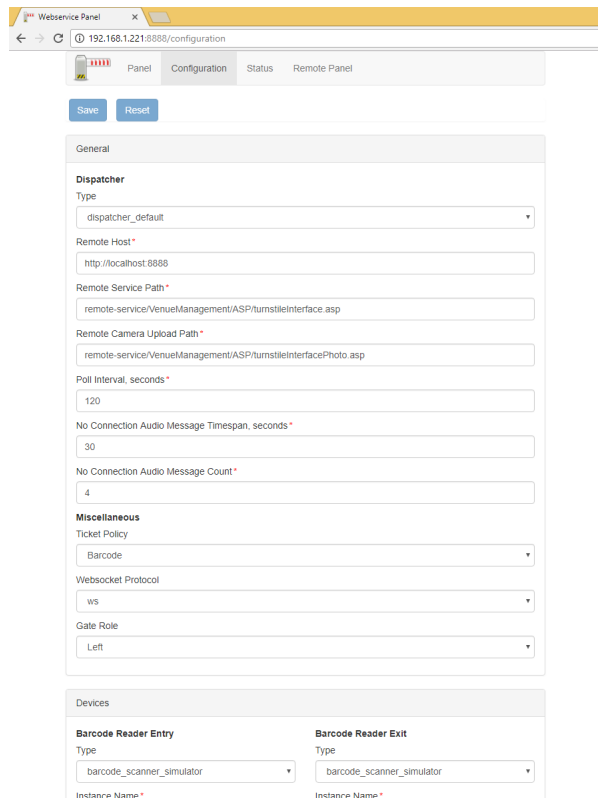 Webservice Panel
192.168.1.221:8888/configuration
Panel Configuration Status Remote Panel
Save Reset
General
Dispatcher
Type
dispatcher_default
Remote Host*
http://localhost:8888
Remote Service Path*
remote-service/VenueManagement/ASP/turnstileInterface.asp
Remote Camera Upload Path*
remote-service/VenueManagement/ASP/turnstileInterfacePhoto.asp
Poll Interval, seconds*
120
No Connection Audio Message Timespan, seconds*
30
No Connection Audio Message Count*
4
Miscellaneous
Ticket Policy
Barcode
Websocket Protocol
ws
Gate Role
Left
Devices
Barcode Reader Entry Barcode Reader Exit
Type Type
barcode_scanner_simulator barcode_scanner_simulator
Instance Name* Instance Name*